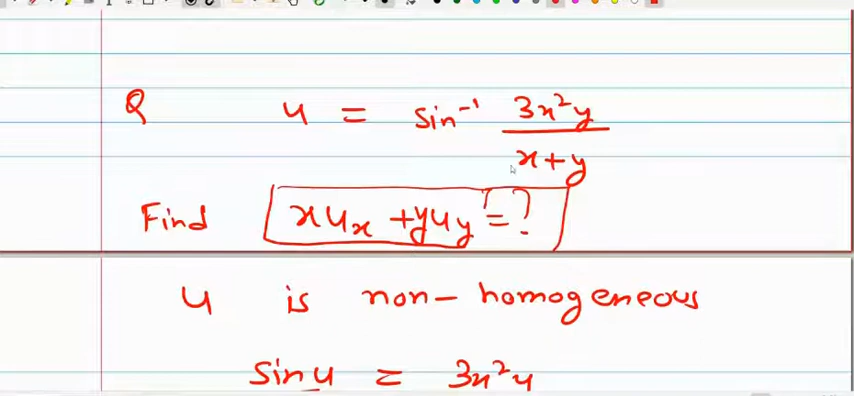 Q u = sin⁻¹ 3x²y / x+y
Find xuₓ + yu_y = ?
u is non-homogeneous
sin u = 3x²y